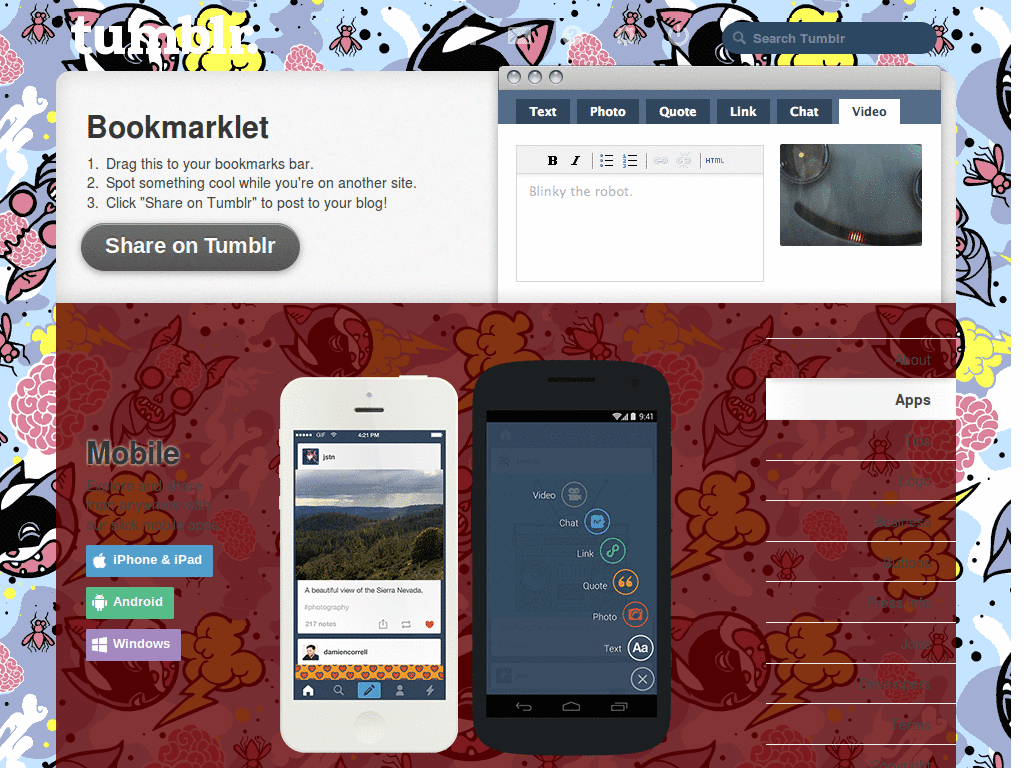 tumblr.
Search Tumblr
Bookmarklet
1. Drag this to your bookmarks bar.
2. Spot something cool while you're on another site.
3. Click "Share on Tumblr" to post to your blog!
Share on Tumblr
Text Photo Quote Link Chat Video
B I HTML
Blinky the robot.
About
Apps
Tips
Logo
Business
Buttons
Press Info
Jobs
Developers
Terms
Copyright
Mobile
Explore and share
from anywhere with
our slick mobile apps.
iPhone & iPad
Android
Windows
GIF 4:21 PM
jstn
A beautiful view of the Sierra Nevada.
#photography
217 notes
damiencorrell
9:41
Video
Chat
Link
Quote
Photo
Text Aa